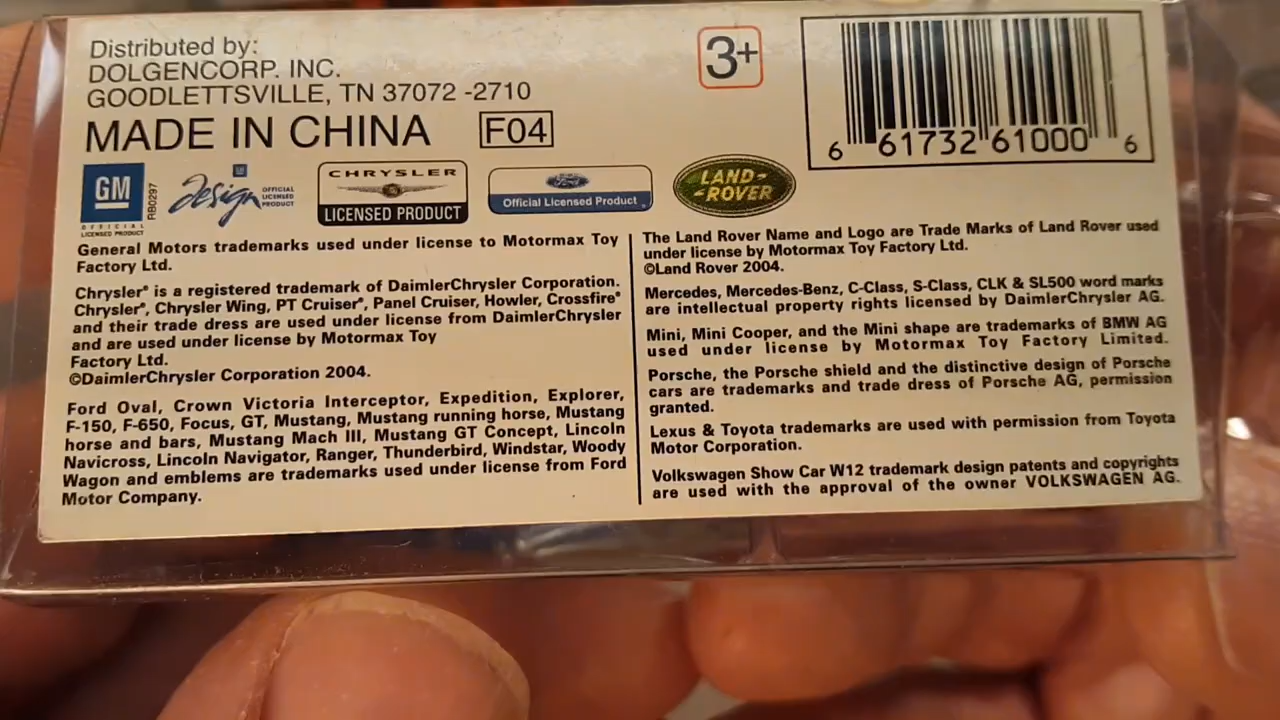 Distributed by:
DOLGENCORP. INC.
GOODLETTSVILLE, TN 37072 -2710
MADE IN CHINA F04
3+
6 61732 61000 6
GM
OFFICIAL
LICENSED PRODUCT
RB0297
GM
design
OFFICIAL
LICENSED
PRODUCT
CHRYSLER
LICENSED PRODUCT
Ford
Official Licensed Product
LAND-
-ROVER
General Motors trademarks used under license to Motormax Toy
Factory Ltd.
Chrysler® is a registered trademark of DaimlerChrysler Corporation.
Chrysler®, Chrysler Wing, PT Cruiser®, Panel Cruiser, Howler, Crossfire®
and their trade dress are used under license from DaimlerChrysler
and are used under license by Motormax Toy
Factory Ltd.
©DaimlerChrysler Corporation 2004.
Ford Oval, Crown Victoria Interceptor, Expedition, Explorer,
F-150, F-650, Focus, GT, Mustang, Mustang running horse, Mustang
horse and bars, Mustang Mach III, Mustang GT Concept, Lincoln
Navicross, Lincoln Navigator, Ranger, Thunderbird, Windstar, Woody
Wagon and emblems are trademarks used under license from Ford
Motor Company.
The Land Rover Name and Logo are Trade Marks of Land Rover used
under license by Motormax Toy Factory Ltd.
©Land Rover 2004.
Mercedes, Mercedes-Benz, C-Class, S-Class, CLK & SL500 word marks
are intellectual property rights licensed by DaimlerChrysler AG.
Mini, Mini Cooper, and the Mini shape are trademarks of BMW AG
used under license by Motormax Toy Factory Limited.
Porsche, the Porsche shield and the distinctive design of Porsche
cars are trademarks and trade dress of Porsche AG, permission
granted.
Lexus & Toyota trademarks are used with permission from Toyota
Motor Corporation.
Volkswagen Show Car W12 trademark design patents and copyrights
are used with the approval of the owner VOLKSWAGEN AG.